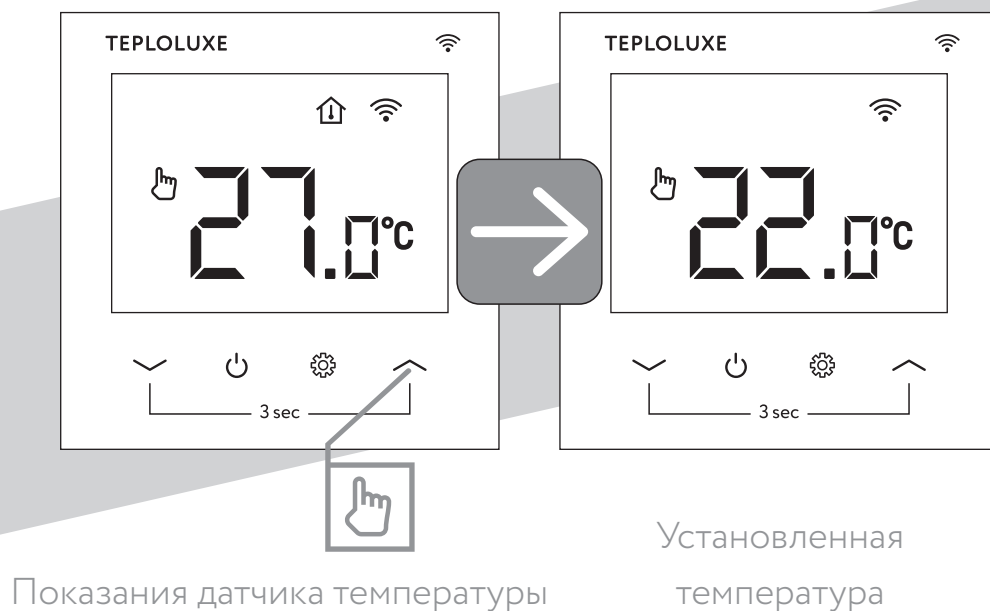 TEPLOLUXE
27.0°C
3 sec
TEPLOLUXE
22.0°C
3 sec
Показания датчика температуры
Установленная
температура